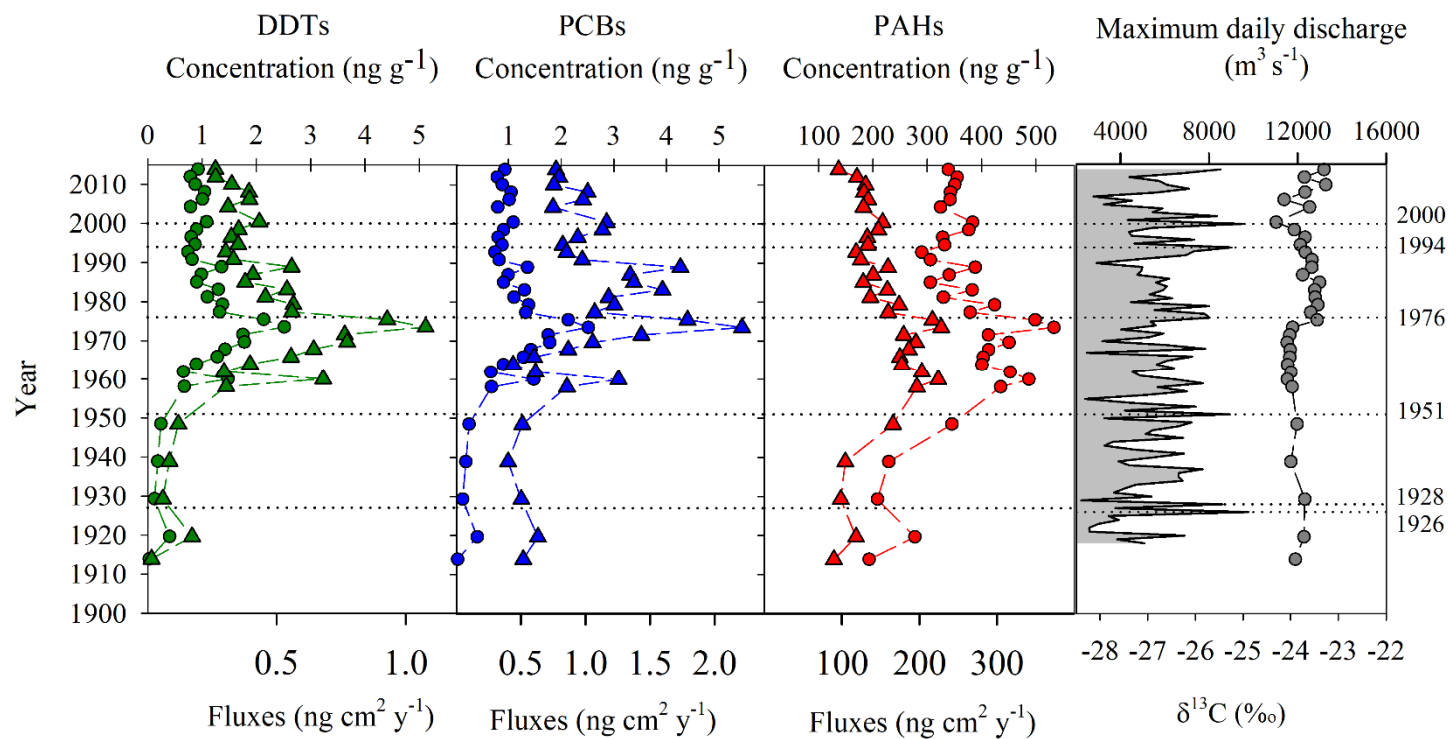 DDTs
PCBs
PAHs
Maximum daily discharge
Concentration (ng g-1)
Concentration (ng g-1)
Concentration (ng g-1)
(m3 s-1)
0 1 2 3 4 5
1 2 3 4 5
100 200 300 400 500
4000 8000 12000 16000
Year
2010
2000
1990
1980
1970
1960
1950
1940
1930
1920
1910
1900
2000
1994
1976
1951
1928
1926
0.5 1.0
0.5 1.0 1.5 2.0
100 200 300
-28 -27 -26 -25 -24 -23 -22
Fluxes (ng cm2 y-1)
Fluxes (ng cm2 y-1)
Fluxes (ng cm2 y-1)
δ13C (‰)